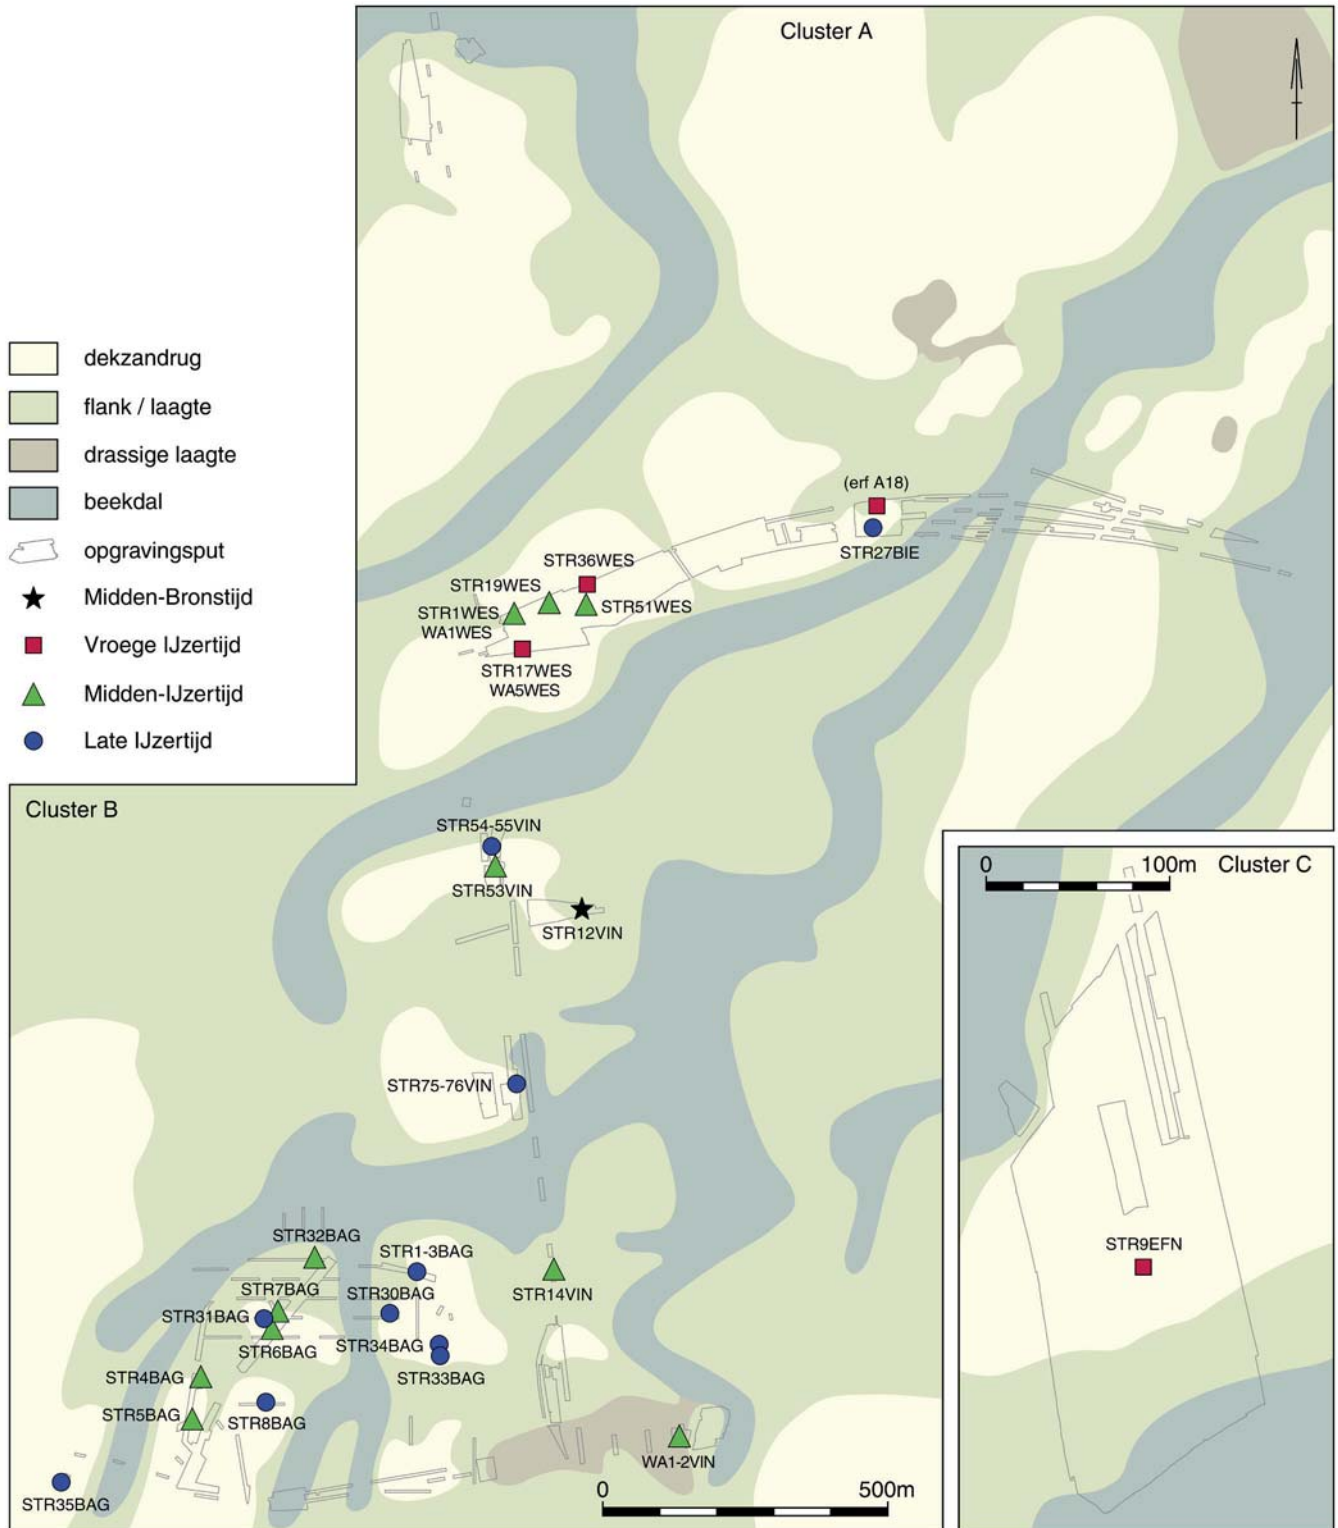 Cluster A
dekzandrug
flank / laagte
drassige laagte
beekdal
opgravingsput
Midden-Bronstijd
Vroege IJzertijd
Midden-IJzertijd
Late IJzertijd
(erf A18)
STR27BIE
STR36WES
STR19WES
STR51WES
STR1WES
WA1WES
STR17WES
WA5WES
Cluster B
STR54-55VIN
STR53VIN
STR12VIN
STR75-76VIN
STR32BAG
STR1-3BAG
STR7BAG
STR30BAG
STR14VIN
STR31BAG
STR34BAG
STR6BAG
STR33BAG
STR4BAG
STR5BAG
STR8BAG
WA1-2VIN
STR35BAG
0 500m
0 100m
Cluster C
STR9EFN